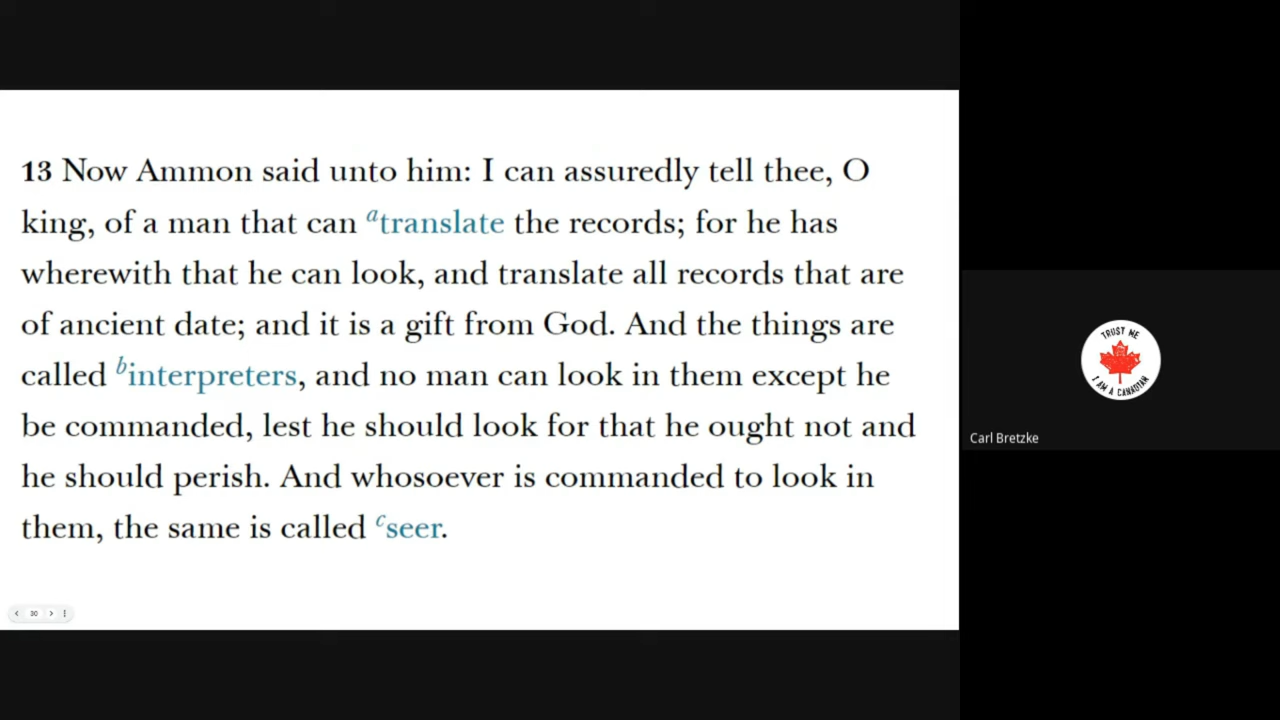 13 Now Ammon said unto him: I can assuredly tell thee, O
king, of a man that can ᵃtranslate the records; for he has
wherewith that he can look, and translate all records that are
of ancient date; and it is a gift from God. And the things are
called ᵇinterpreters, and no man can look in them except he
be commanded, lest he should look for that he ought not and
he should perish. And whosoever is commanded to look in
them, the same is called ᶜseer.
30
TRUST ME
I AM A CANADIAN
Carl Bretzke